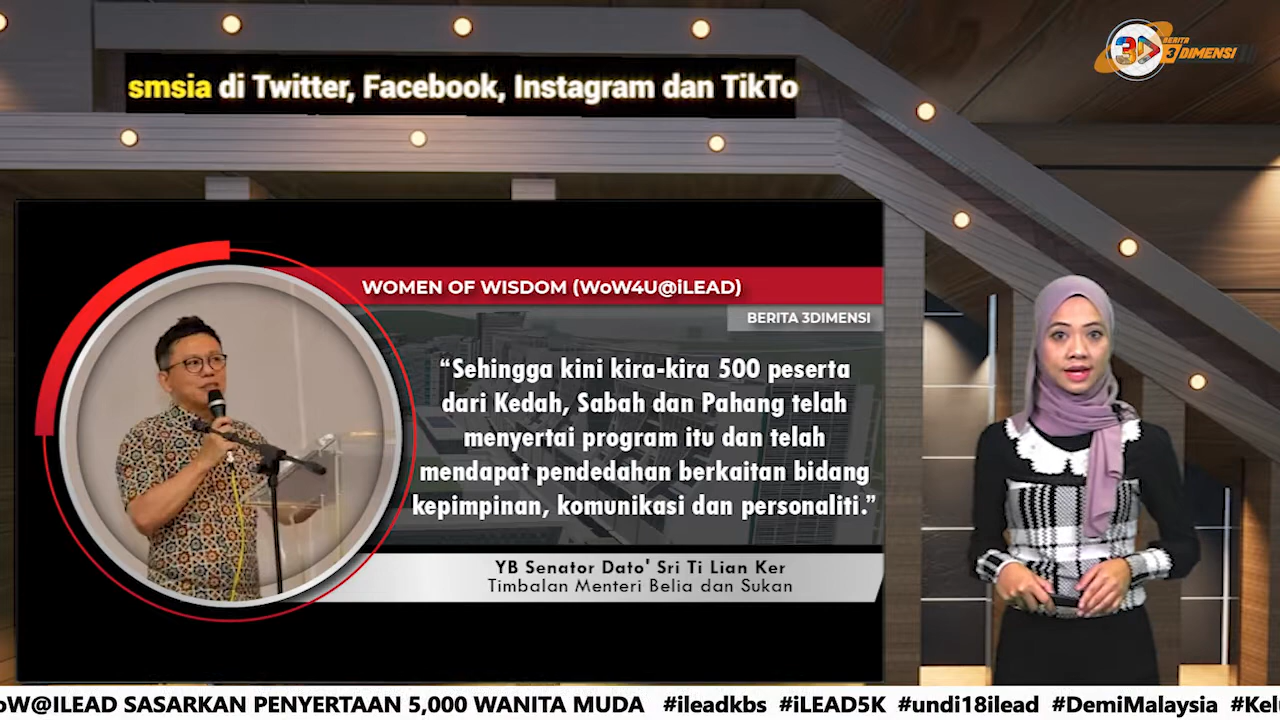 3D BERITA
3DIMENSI
smsia di Twitter, Facebook, Instagram dan TikTo
WOMEN OF WISDOM (WoW4U@iLEAD)
BERITA 3DIMENSI
“Sehingga kini kira-kira 500 peserta
dari Kedah, Sabah dan Pahang telah
menyertai program itu dan telah
mendapat pendedahan berkaitan bidang
kepimpinan, komunikasi dan personaliti.”
YB Senator Dato' Sri Ti Lian Ker
Timbalan Menteri Belia dan Sukan
oW@ILEAD SASARKAN PENYERTAAN 5,000 WANITA MUDA #ileadkbs #iLEAD5K #undi18ilead #DemiMalaysia #Kel